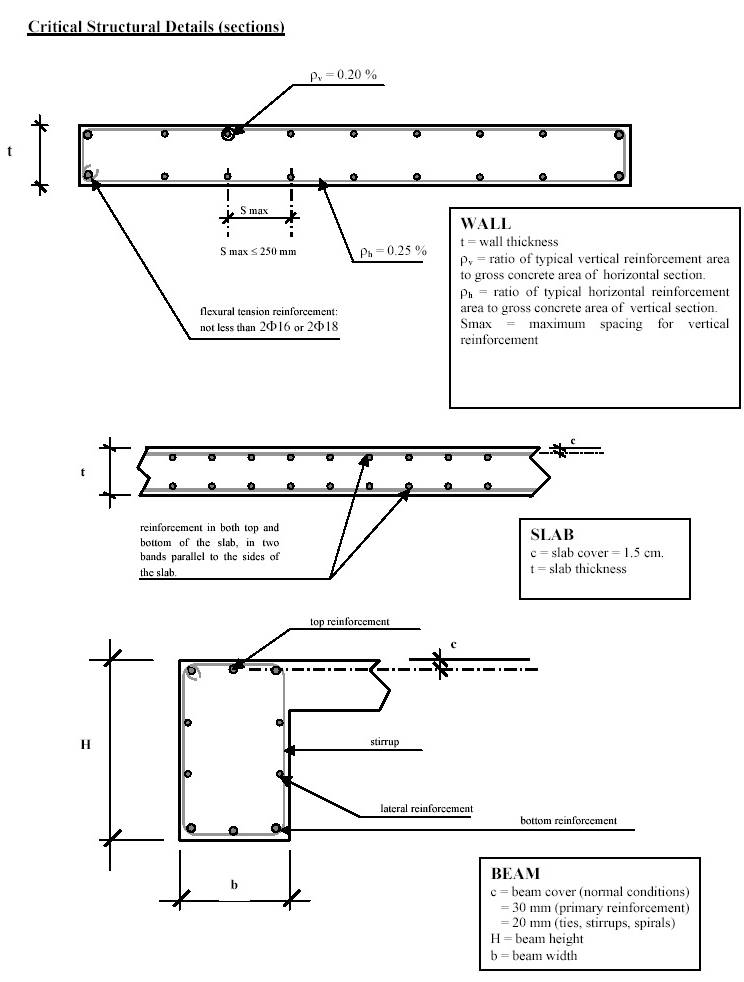 Critical Structural Details (sections)
ρv = 0.20 %
t
S max
S max ≤ 250 mm
ρh = 0.25 %
flexural tension reinforcement:
not less than 2Φ16 or 2Φ18
WALL
t = wall thickness
ρv = ratio of typical vertical reinforcement area
to gross concrete area of horizontal section.
ρh = ratio of typical horizontal reinforcement
area to gross concrete area of vertical section.
Smax = maximum spacing for vertical
reinforcement
c
t
reinforcement in both top and
bottom of the slab, in two
bands parallel to the sides of
the slab.
SLAB
c = slab cover = 1.5 cm.
t = slab thickness
top reinforcement
c
H
stirrup
lateral reinforcement
bottom reinforcement
b
BEAM
c = beam cover (normal conditions)
= 30 mm (primary reinforcement)
= 20 mm (ties, stirrups, spirals)
H = beam height
b = beam width